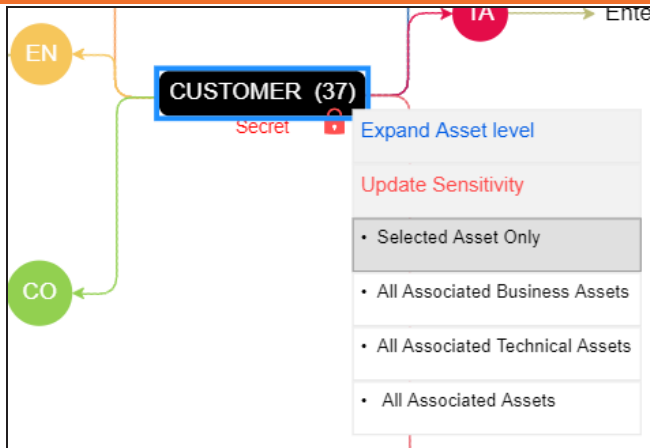 TA
Ente
EN
CUSTOMER (37)
Secret
Expand Asset level
Update Sensitivity
• Selected Asset Only
CO
• All Associated Business Assets
• All Associated Technical Assets
• All Associated Assets